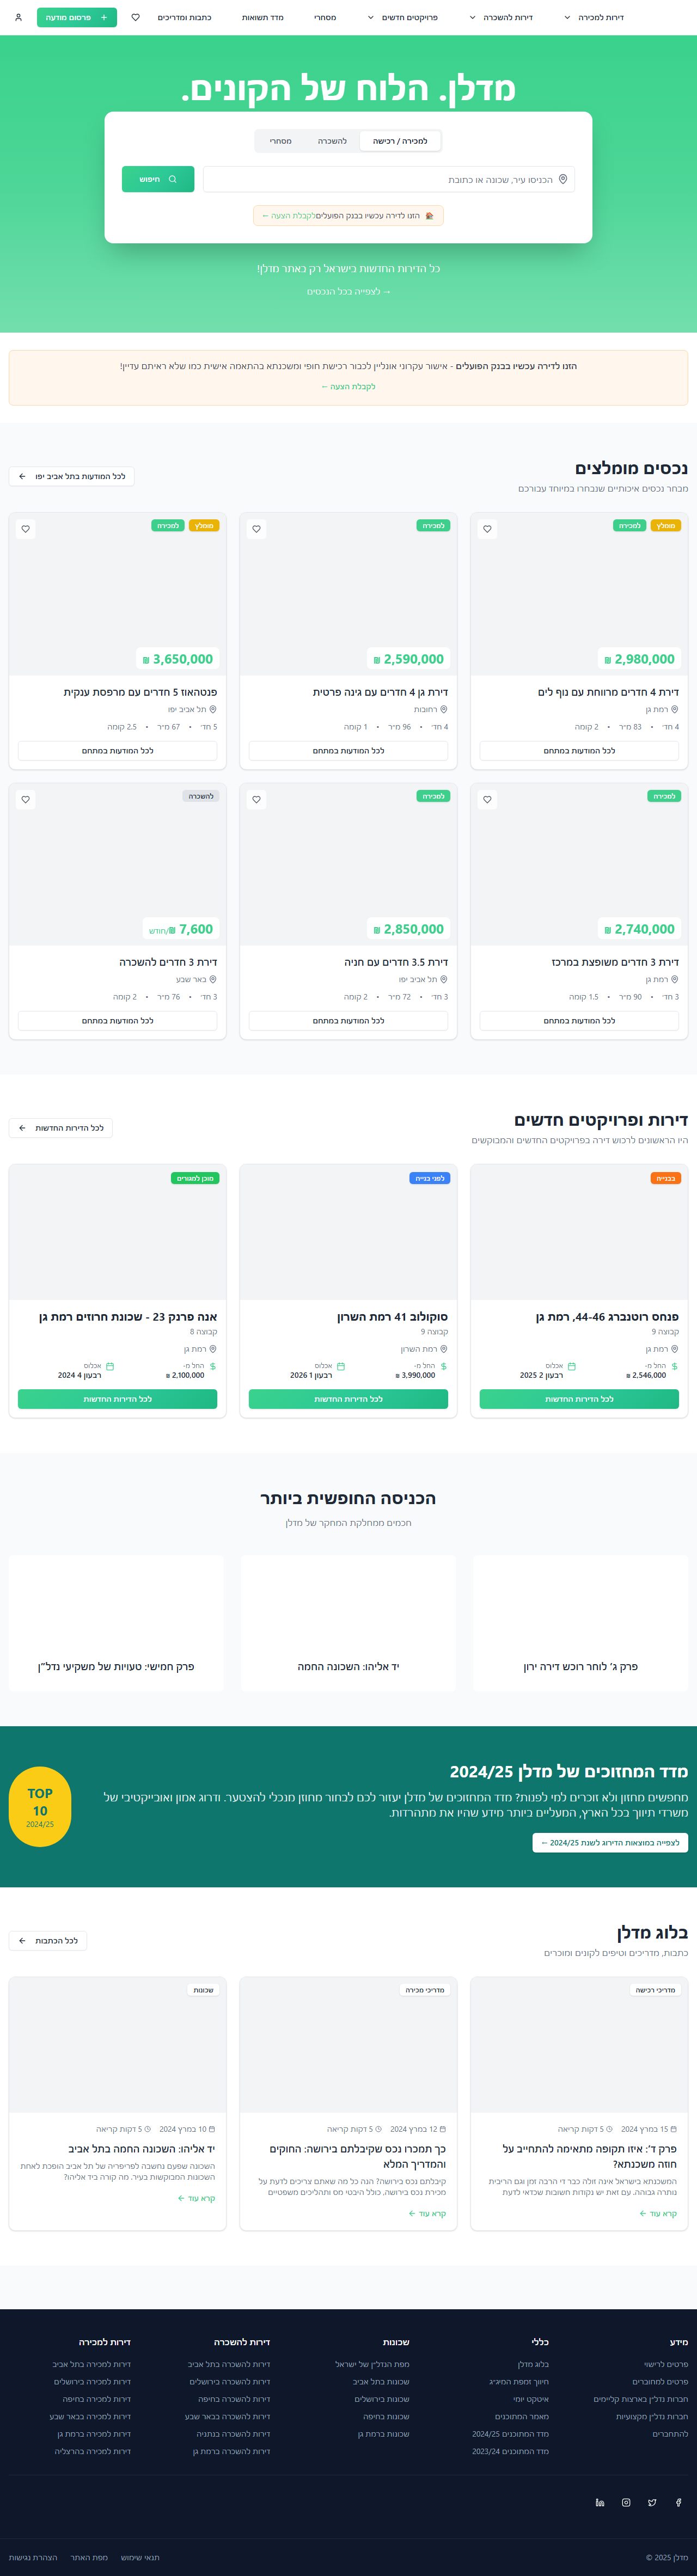 דירות למכירה
דירות להשכרה
פרויקטים חדשים
מסחרי
מדד תשואות
כתבות ומדריכים
פרסום מודעה
מדלן. הלוח של הקונים.
למכירה / רכישה
להשכרה
מסחרי
הכניסו עיר, שכונה או כתובת
חיפוש
הזנו לדירה עכשיו בבנק הפועלים לקבלת הצעה ←
כל הדירות החדשות בישראל רק באתר מדלן!
→ לצפייה בכל הנכסים
הזנו לדירה עכשיו בבנק הפועלים - אישור עקרוני אונליין לכבור רכישת חופי ומשכנתא בהתאמה אישית כמו שלא ראיתם עדיין!
לקבלת הצעה ←
נכסים מומלצים
מבחר נכסים איכותיים שנבחרו במיוחד עבורכם
לכל המודעות בתל אביב יפו
מומלץ למכירה
2,980,000 ₪
דירת 4 חדרים מרווחת עם נוף לים
רמת גן
4 חד׳ • 83 מ״ר • 2 קומה
לכל המודעות במתחם
למכירה
2,590,000 ₪
דירת גן 4 חדרים עם גינה פרטית
רחובות
4 חד׳ • 96 מ״ר • 1 קומה
לכל המודעות במתחם
מומלץ למכירה
3,650,000 ₪
פנטהאוז 5 חדרים עם מרפסת ענקית
תל אביב יפו
5 חד׳ • 67 מ״ר • 2.5 קומה
לכל המודעות במתחם
למכירה
2,740,000 ₪
דירת 3 חדרים משופצת במרכז
רמת גן
3 חד׳ • 90 מ״ר • 1.5 קומה
לכל המודעות במתחם
למכירה
2,850,000 ₪
דירת 3.5 חדרים עם חניה
תל אביב יפו
3 חד׳ • 72 מ״ר • 2 קומה
לכל המודעות במתחם
להשכרה
7,600 ₪/חודש
דירת 3 חדרים להשכרה
באר שבע
3 חד׳ • 76 מ״ר • 2 קומה
לכל המודעות במתחם
דירות ופרויקטים חדשים
היו הראשונים לרכוש דירה בפרויקטים החדשים והמבוקשים
לכל הדירות החדשות
בבנייה
פנחס רוטנברג 44-46, רמת גן
קבוצה 9
רמת גן
החל מ-
2,546,000 ₪
אכלוס
רבעון 2 2025
לכל הדירות החדשות
לפני בנייה
סוקולוב 41 רמת השרון
קבוצה 9
רמת השרון
החל מ-
3,990,000 ₪
אכלוס
רבעון 1 2026
לכל הדירות החדשות
מוכן למגורים
אנה פרנק 23 - שכונת חרוזים רמת גן
קבוצה 8
רמת גן
החל מ-
2,100,000 ₪
אכלוס
רבעון 4 2024
לכל הדירות החדשות
הכניסה החופשית ביותר
חכמים ממחלקת המחקר של מדלן
פרק ג׳ לוחר רוכש דירה ירון
יד אליהו: השכונה החמה
פרק חמישי: טעויות של משקיעי נדל״ן
מדד המחזוכים של מדלן 2024/25
מחפשים מחזון ולא זוכרים למי לפנות? מדד המחזוכים של מדלן יעזור לכם לבחור מחוזן מנכלי להצטער. ודרוג אמון ואובייקטיבי של
משרדי תיווך בכל הארץ, המעליים ביותר מידע שהיו את מתהרדות.
לצפייה במוצאות הדירוג לשנת 2024/25 ←
TOP
10
2024/25
בלוג מדלן
כתבות, מדריכים וטיפים לקונים ומוכרים
לכל הכתבות
מדריכי רכישה
15 במרץ 2024
5 דקות קריאה
פרק ד׳: איזו תקופה מתאימה להתחייב על
חוזה משכנתא?
המשכנתא בישראל אינה זולה כבר די הרבה זמן וגם הריבית
נותרה גבוהה. עם זאת יש נקודות חשובות שכדאי לדעת
קרא עוד ←
מדריכי מכירה
12 במרץ 2024
5 דקות קריאה
כך תמכרו נכס שקיבלתם בירושה: החוקים
והמדריך המלא
קיבלתם נכס בירושה? הנה כל מה שאתם צריכים לדעת על
מכירת נכס בירושה, כולל היבטי מס ותהליכים משפטיים
קרא עוד ←
שכונות
10 במרץ 2024
5 דקות קריאה
יד אליהו: השכונה החמה בתל אביב
השכונה שפעם נחשבה לפריפריה של תל אביב הופכת לאחת
השכונות המבוקשות בעיר. מה קורה ביד אליהו?
קרא עוד ←
מידע
פרטים לרישוי
פרטים למחוברים
חברות נדל״ן בארצות קליימים
חברות נדל״ן מקצועיות
להתחברים
כללי
בלוג מדלן
חיווך זמפת המיג׳יג
איטקט יומי
מאמר המתוכנים
מדד המתוכנים 2024/25
מדד המתוכנים 2023/24
שכונות
מפת הנדל״ן של ישראל
שכונות בתל אביב
שכונות בירושלים
שכונות בחיפה
שכונות ברמת גן
דירות להשכרה
דירות להשכרה בתל אביב
דירות להשכרה בירושלים
דירות להשכרה בחיפה
דירות להשכרה בבאר שבע
דירות להשכרה בנתניה
דירות להשכרה ברמת גן
דירות למכירה
דירות למכירה בתל אביב
דירות למכירה בירושלים
דירות למכירה בחיפה
דירות למכירה בבאר שבע
דירות למכירה ברמת גן
דירות למכירה בהרצליה
מדלן 2025 ©
תנאי שימוש
מפת האתר
הצהרת נגישות